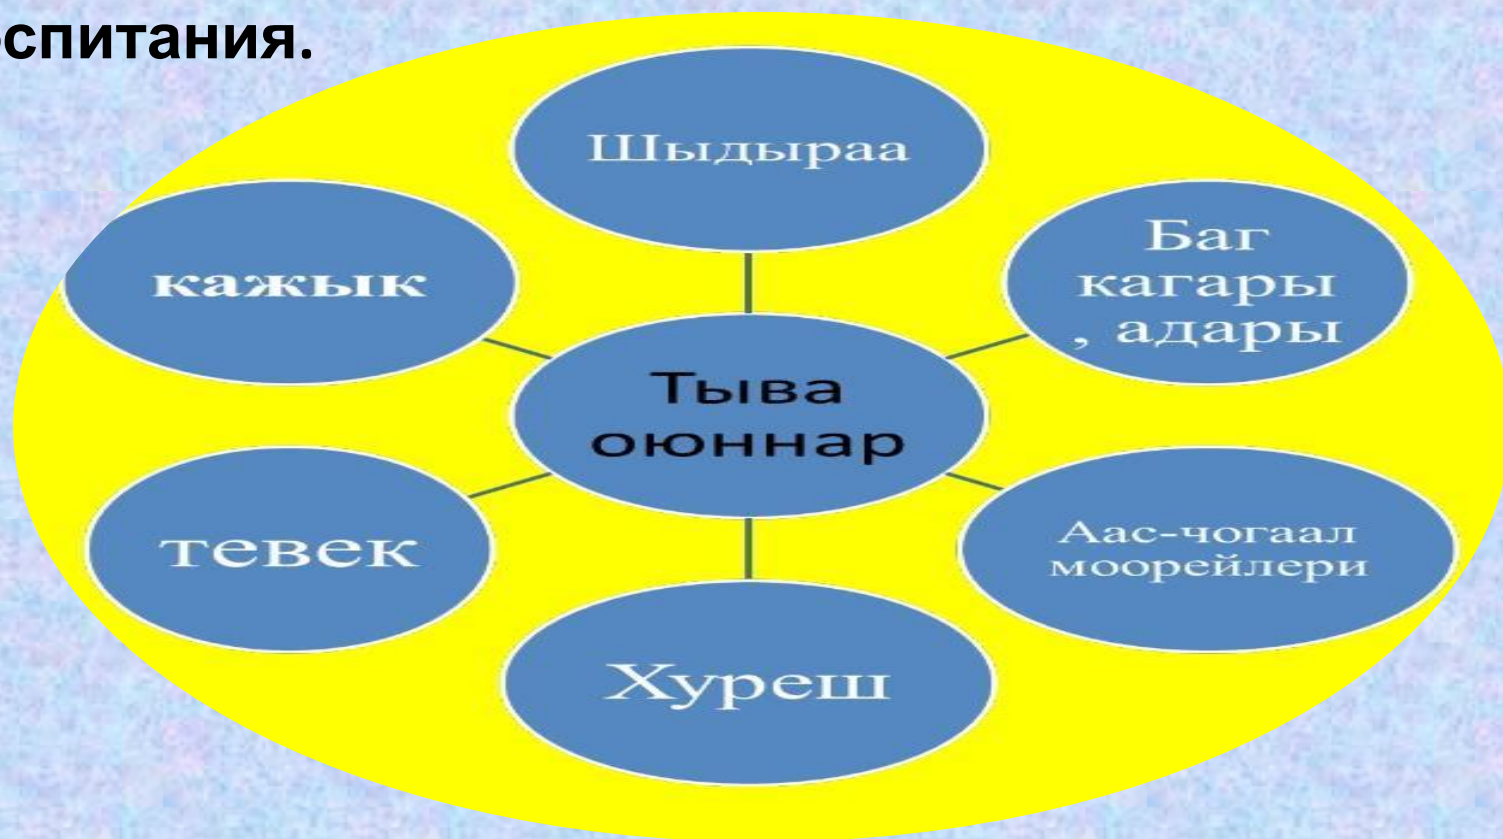 спитания.
Шыдыраа
кажык
Баг
кагары
, адары
Тыва
оюннар
тевек
Аас-чогаал
моорейлери
Хуреш